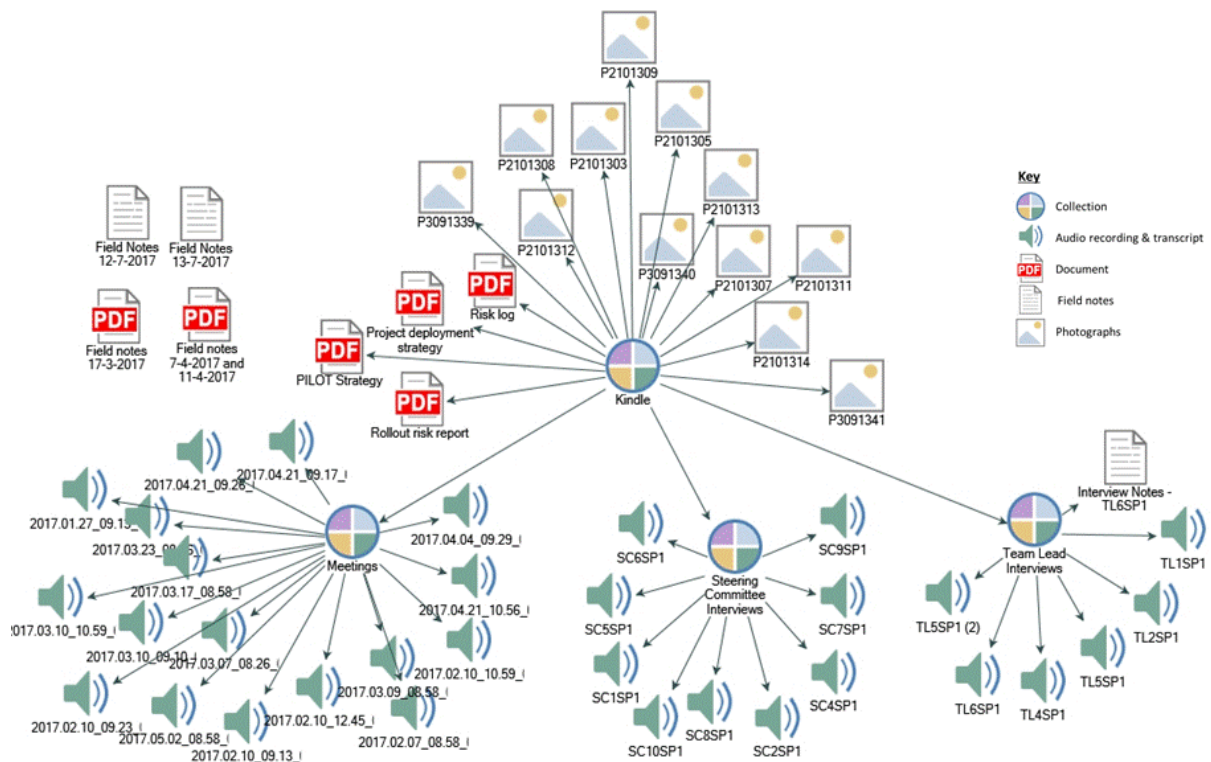 P2101309
P2101308
P2101303
P2101305
P3091339
P2101312
P2101313
P3091340
P2101307
P2101311
P2101314
P3091341
Key
Collection
Audio recording & transcript
PDF
Document
Field notes
Photographs
Field Notes
12-7-2017
Field Notes
13-7-2017
PDF
Field notes
17-3-2017
PDF
Field notes
7-4-2017 and
11-4-2017
PDF
Risk log
PDF
Project deployment
strategy
PDF
PILOT Strategy
PDF
Rollout risk report
Kindle
2017.04.21_09.17_(
2017.04.21_09.28_(
2017.01.27_09.15_
2017.03.23_
2017.03.17_08.58_(
2017.03.10_10.59_(
2017.03.10_09.10_(
2017.03.07_08.26_(
2017.02.10_09.23_(
2017.05.02_08.58_(
2017.02.10_09.13_(
2017.02.10_12.45_(
2017.03.09_08.58_(
2017.02.07_08.58_(
2017.02.10_10.59_(
2017.04.21_10.56_(
2017.04.04_09.29_(
Meetings
SC6SP1
SC9SP1
Steering
Committee
Interviews
SC5SP1
SC7SP1
SC1SP1
SC4SP1
SC10SP1
SC8SP1
SC2SP1
Interview Notes -
TL6SP1
TL1SP1
Team Lead
Interviews
TL5SP1 (2)
TL2SP1
TL5SP1
TL6SP1
TL4SP1